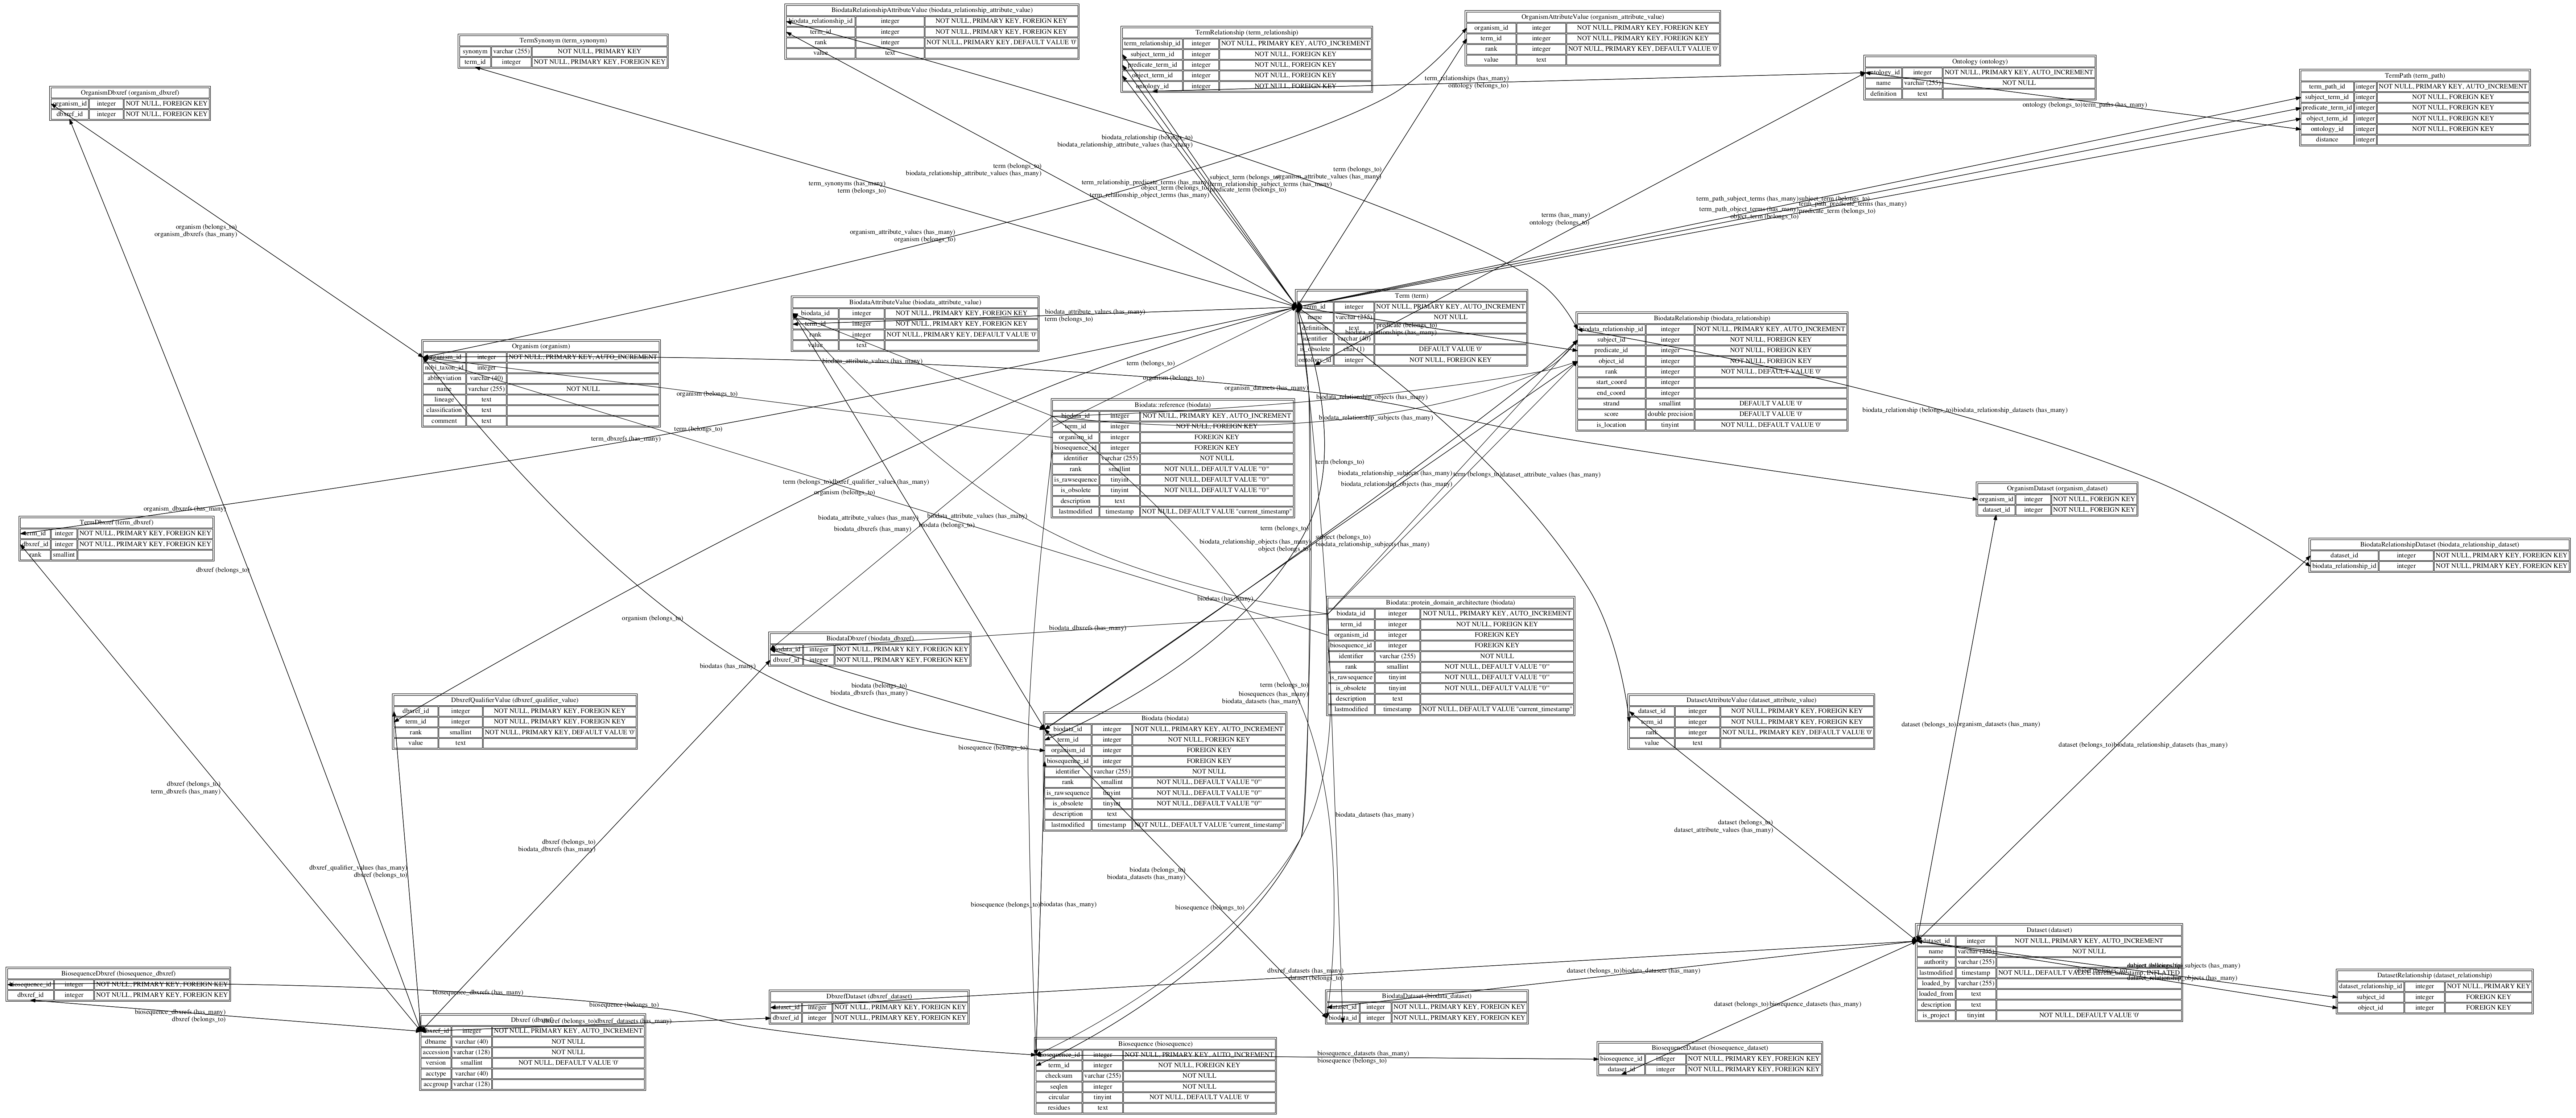 BiodataRelationshipAttributeValue (biodata_relationship_attribute_value)
biodata_relationship_id integer NOT NULL, PRIMARY KEY, FOREIGN KEY
term_id integer NOT NULL, PRIMARY KEY, FOREIGN KEY
rank integer NOT NULL, PRIMARY KEY, DEFAULT VALUE '0'
value text
OrganismAttributeValue (organism_attribute_value)
organism_id integer NOT NULL, PRIMARY KEY, FOREIGN KEY
term_id integer NOT NULL, PRIMARY KEY, FOREIGN KEY
rank integer NOT NULL, PRIMARY KEY, DEFAULT VALUE '0'
value text
TermRelationship (term_relationship)
term_relationship_id integer NOT NULL, PRIMARY KEY, AUTO_INCREMENT
subject_term_id integer NOT NULL, FOREIGN KEY
predicate_term_id integer NOT NULL, FOREIGN KEY
object_term_id integer NOT NULL, FOREIGN KEY
ontology_id integer NOT NULL, FOREIGN KEY
TermSynonym (term_synonym)
synonym varchar (255) NOT NULL, PRIMARY KEY
term_id integer NOT NULL, PRIMARY KEY, FOREIGN KEY
Ontology (ontology)
ontology_id integer NOT NULL, PRIMARY KEY, AUTO_INCREMENT
name varchar (255) NOT NULL
definition text
TermPath (term_path)
term_path_id integer NOT NULL, PRIMARY KEY, AUTO_INCREMENT
subject_term_id integer NOT NULL, FOREIGN KEY
predicate_term_id integer NOT NULL, FOREIGN KEY
object_term_id integer NOT NULL, FOREIGN KEY
ontology_id integer NOT NULL, FOREIGN KEY
distance integer
OrganismDbxref (organism_dbxref)
organism_id integer NOT NULL, FOREIGN KEY
dbxref_id integer NOT NULL, FOREIGN KEY
term_relationships (has_many)
ontology (belongs_to)
ontology (belongs_to)term_paths (has_many)
biodata_relationship (belongs_to)
biodata_relationship_attribute_values (has_many)
term (belongs_to)
biodata_relationship_attribute_values (has_many)
term_synonyms (has_many)
term (belongs_to)
term_relationship_predicate_terms (has_many)
object_term (belongs_to)
term_relationship_object_terms (has_many)
term_relationship_subject_terms (has_many)
predicate_term (belongs_to)
term (belongs_to)
organism_attribute_values (has_many)
terms (has_many)
ontology (belongs_to)
term_path_subject_terms (has_many)subject_term (belongs_to)
term_path_predicate_terms (has_many)
term_path_object_terms (has_many)
predicate_term (belongs_to)
object_term (belongs_to)
organism (belongs_to)
organism_dbxrefs (has_many)
organism_attribute_values (has_many)
organism (belongs_to)
BiodataAttributeValue (biodata_attribute_value)
biodata_id integer NOT NULL, PRIMARY KEY, FOREIGN KEY
term_id integer NOT NULL, PRIMARY KEY, FOREIGN KEY
rank integer NOT NULL, PRIMARY KEY, DEFAULT VALUE '0'
value text
biodata_attribute_values (has_many)
term (belongs_to)
Term (term)
term_id integer NOT NULL, PRIMARY KEY, AUTO_INCREMENT
name varchar (255) NOT NULL
definition text
identifier varchar (40)
is_obsolete char (1) DEFAULT VALUE '0'
ontology_id integer NOT NULL, FOREIGN KEY
predicate (belongs_to)
biodata_relationships (has_many)
BiodataRelationship (biodata_relationship)
biodata_relationship_id integer NOT NULL, PRIMARY KEY, AUTO_INCREMENT
subject_id integer NOT NULL, FOREIGN KEY
predicate_id integer NOT NULL, FOREIGN KEY
object_id integer NOT NULL, FOREIGN KEY
rank integer NOT NULL, DEFAULT VALUE '0'
start_coord integer
end_coord integer
strand smallint DEFAULT VALUE '0'
score double precision DEFAULT VALUE '0'
is_location tinyint NOT NULL, DEFAULT VALUE '0'
Organism (organism)
organism_id integer NOT NULL, PRIMARY KEY, AUTO_INCREMENT
ncbi_taxon_id integer
abbreviation varchar (40)
name varchar (255) NOT NULL
lineage text
classification text
comment text
biodata_attribute_values (has_many)
term (belongs_to)
organism (belongs_to)
organism (belongs_to)
organism_datasets (has_many)
biodata_relationship_objects (has_many)
biodata_relationship_subjects (has_many)
biodata_relationship (belongs_to)biodata_relationship_datasets (has_many)
Biodata::reference (biodata)
biodata_id integer NOT NULL, PRIMARY KEY, AUTO_INCREMENT
term_id integer NOT NULL, FOREIGN KEY
organism_id integer FOREIGN KEY
biosequence_id integer FOREIGN KEY
identifier varchar (255) NOT NULL
rank smallint NOT NULL, DEFAULT VALUE "'0'"
is_rawsequence tinyint NOT NULL, DEFAULT VALUE "'0'"
is_obsolete tinyint NOT NULL, DEFAULT VALUE "'0'"
description text
lastmodified timestamp NOT NULL, DEFAULT VALUE "current_timestamp"
term (belongs_to)
term_dbxrefs (has_many)
term (belongs_to)
biodata_relationship_subjects (has_many)
term (belongs_to)dataset_attribute_values (has_many)
biodata_relationship_objects (has_many)
term (belongs_to)dbxref_qualifier_values (has_many)
organism (belongs_to)
OrganismDataset (organism_dataset)
organism_id integer NOT NULL, FOREIGN KEY
dataset_id integer NOT NULL, FOREIGN KEY
organism_dbxrefs (has_many)
TermDbxref (term_dbxref)
term_id integer NOT NULL, PRIMARY KEY, FOREIGN KEY
dbxref_id integer NOT NULL, PRIMARY KEY, FOREIGN KEY
rank smallint
dbxref (belongs_to)
biodata_attribute_values (has_many)
biodata_attribute_values (has_many)
biodata_dbxrefs (has_many)
biodata (belongs_to)
term (belongs_to)
biodata_relationship_objects (has_many)
object (belongs_to)
subject (belongs_to)
biodata_relationship_subjects (has_many)
BiodataRelationshipDataset (biodata_relationship_dataset)
dataset_id integer NOT NULL, PRIMARY KEY, FOREIGN KEY
biodata_relationship_id integer NOT NULL, PRIMARY KEY, FOREIGN KEY
biodatas (has_many)
Biodata::protein_domain_architecture (biodata)
biodata_id integer NOT NULL, PRIMARY KEY, AUTO_INCREMENT
term_id integer NOT NULL, FOREIGN KEY
organism_id integer FOREIGN KEY
biosequence_id integer FOREIGN KEY
identifier varchar (255) NOT NULL
rank smallint NOT NULL, DEFAULT VALUE "'0'"
is_rawsequence tinyint NOT NULL, DEFAULT VALUE "'0'"
is_obsolete tinyint NOT NULL, DEFAULT VALUE "'0'"
description text
lastmodified timestamp NOT NULL, DEFAULT VALUE "current_timestamp"
organism (belongs_to)
biodata_dbxrefs (has_many)
BiodataDbxref (biodata_dbxref)
biodata_id integer NOT NULL, PRIMARY KEY, FOREIGN KEY
dbxref_id integer NOT NULL, PRIMARY KEY, FOREIGN KEY
biodatas (has_many)
biodata (belongs_to)
biodata_dbxrefs (has_many)
term (belongs_to)
biosequences (has_many)
biodata_datasets (has_many)
DbxrefQualifierValue (dbxref_qualifier_value)
dbxref_id integer NOT NULL, PRIMARY KEY, FOREIGN KEY
term_id integer NOT NULL, PRIMARY KEY, FOREIGN KEY
rank smallint NOT NULL, PRIMARY KEY, DEFAULT VALUE '0'
value text
DatasetAttributeValue (dataset_attribute_value)
dataset_id integer NOT NULL, PRIMARY KEY, FOREIGN KEY
term_id integer NOT NULL, PRIMARY KEY, FOREIGN KEY
rank integer NOT NULL, PRIMARY KEY, DEFAULT VALUE '0'
value text
Biodata (biodata)
biodata_id integer NOT NULL, PRIMARY KEY, AUTO_INCREMENT
term_id integer NOT NULL, FOREIGN KEY
organism_id integer FOREIGN KEY
biosequence_id integer FOREIGN KEY
identifier varchar (255) NOT NULL
rank smallint NOT NULL, DEFAULT VALUE "'0'"
is_rawsequence tinyint NOT NULL, DEFAULT VALUE "'0'"
is_obsolete tinyint NOT NULL, DEFAULT VALUE "'0'"
description text
lastmodified timestamp NOT NULL, DEFAULT VALUE "current_timestamp"
biosequence (belongs_to)
dataset (belongs_to)organism_datasets (has_many)
dataset (belongs_to)biodata_relationship_datasets (has_many)
dbxref (belongs_to)
term_dbxrefs (has_many)
biodata_datasets (has_many)
dataset (belongs_to)
dataset_attribute_values (has_many)
dbxref (belongs_to)
biodata_dbxrefs (has_many)
dbxref_qualifier_values (has_many)
dbxref (belongs_to)
biodata (belongs_to)
biodata_datasets (has_many)
biosequence (belongs_to)biodatas (has_many)
biosequence (belongs_to)
Dataset (dataset)
dataset_id integer NOT NULL, PRIMARY KEY, AUTO_INCREMENT
name varchar (255) NOT NULL
authority varchar (255)
lastmodified timestamp NOT NULL, DEFAULT VALUE current_timestamp, INFLATED
loaded_by varchar (255)
loaded_from text
description text
is_project tinyint NOT NULL, DEFAULT VALUE '0'
DatasetRelationship (dataset_relationship)
dataset_relationship_id integer NOT NULL, PRIMARY KEY
subject_id integer FOREIGN KEY
object_id integer FOREIGN KEY
BiosequenceDbxref (biosequence_dbxref)
biosequence_id integer NOT NULL, PRIMARY KEY, FOREIGN KEY
dbxref_id integer NOT NULL, PRIMARY KEY, FOREIGN KEY
biosequence_dbxrefs (has_many)
biosequence (belongs_to)
biosequence_dbxrefs (has_many)
dbxref (belongs_to)
dbxref_datasets (has_many)
dataset (belongs_to)
dataset (belongs_to)biodata_datasets (has_many)
dataset (belongs_to)biosequence_datasets (has_many)
DbxrefDataset (dbxref_dataset)
dataset_id integer NOT NULL, PRIMARY KEY, FOREIGN KEY
dbxref_id integer NOT NULL, PRIMARY KEY, FOREIGN KEY
BiodataDataset (biodata_dataset)
dataset_id integer NOT NULL, PRIMARY KEY, FOREIGN KEY
biodata_id integer NOT NULL, PRIMARY KEY, FOREIGN KEY
dbxref (belongs_to)dbxref_datasets (has_many)
Dbxref (dbxref)
dbxref_id integer NOT NULL, PRIMARY KEY, AUTO_INCREMENT
dbname varchar (40) NOT NULL
accession varchar (128) NOT NULL
version smallint NOT NULL, DEFAULT VALUE '0'
acctype varchar (40)
accgroup varchar (128)
Biosequence (biosequence)
biosequence_id integer NOT NULL, PRIMARY KEY, AUTO_INCREMENT
term_id integer NOT NULL, FOREIGN KEY
checksum varchar (255) NOT NULL
seqlen integer NOT NULL
circular tinyint NOT NULL, DEFAULT VALUE '0'
residues text
biosequence_datasets (has_many)
biosequence (belongs_to)
BiosequenceDataset (biosequence_dataset)
biosequence_id integer NOT NULL, PRIMARY KEY, FOREIGN KEY
dataset_id integer NOT NULL, PRIMARY KEY, FOREIGN KEY